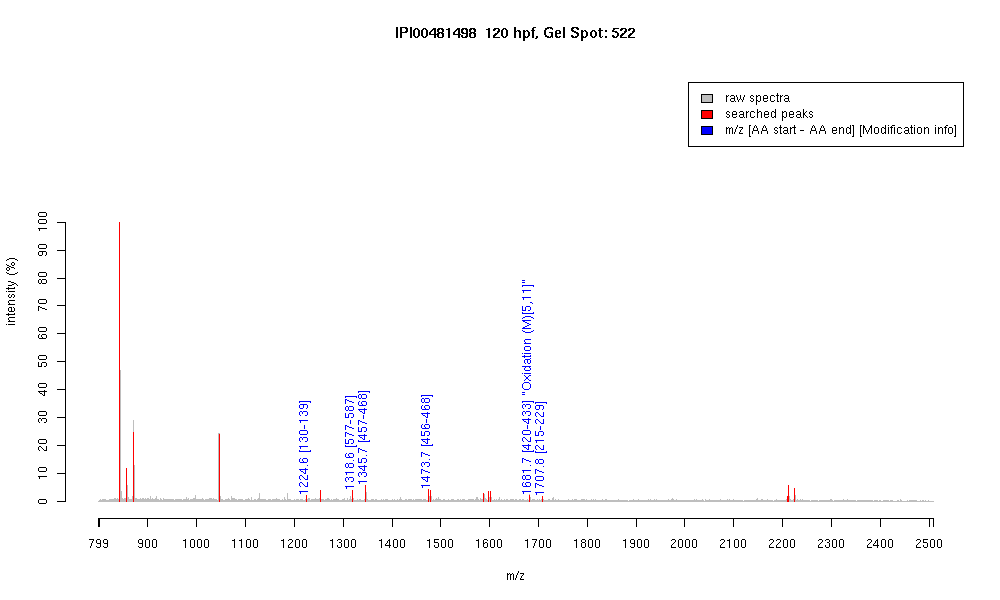 IPI00481498 120 hpf, Gel Spot: 522
raw spectra
searched peaks
m/z [AA start - AA end] [Modification info]
intensity (%)
100
90
80
70
60
50
40
30
20
10
0
1224.6 [130-139]
1318.6 [577-587]
1345.7 [457-468]
1473.7 [456-468]
1681.7 [420-433] "Oxidation (M)[5,11]"
1707.8 [215-229]
799 900 1000 1100 1200 1300 1400 1500 1600 1700 1800 1900 2000 2100 2200 2300 2400 2500
m/z